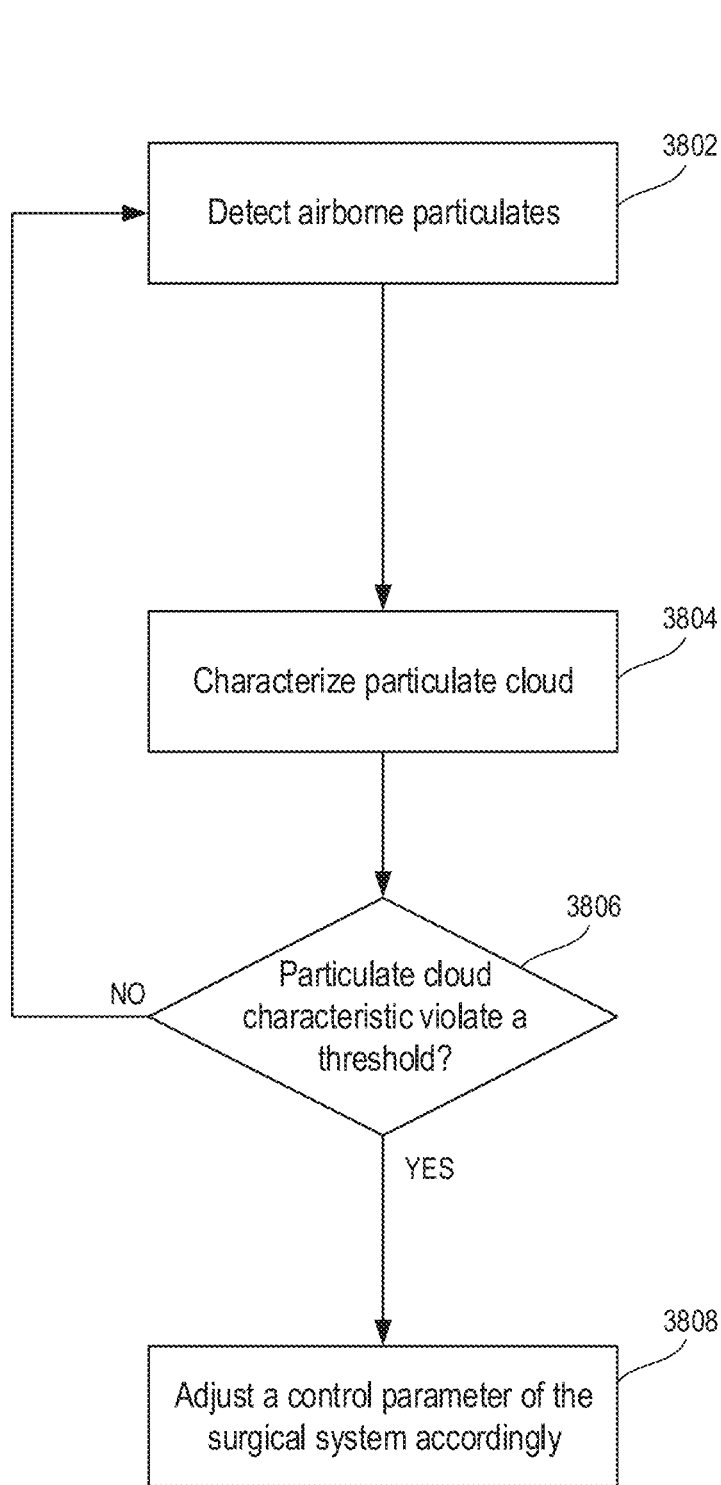 3802
Detect airborne particulates
3804
Characterize particulate cloud
3806
Particulate cloud
characteristic violate a
threshold?
NO
YES
3808
Adjust a control parameter of the
surgical system accordingly